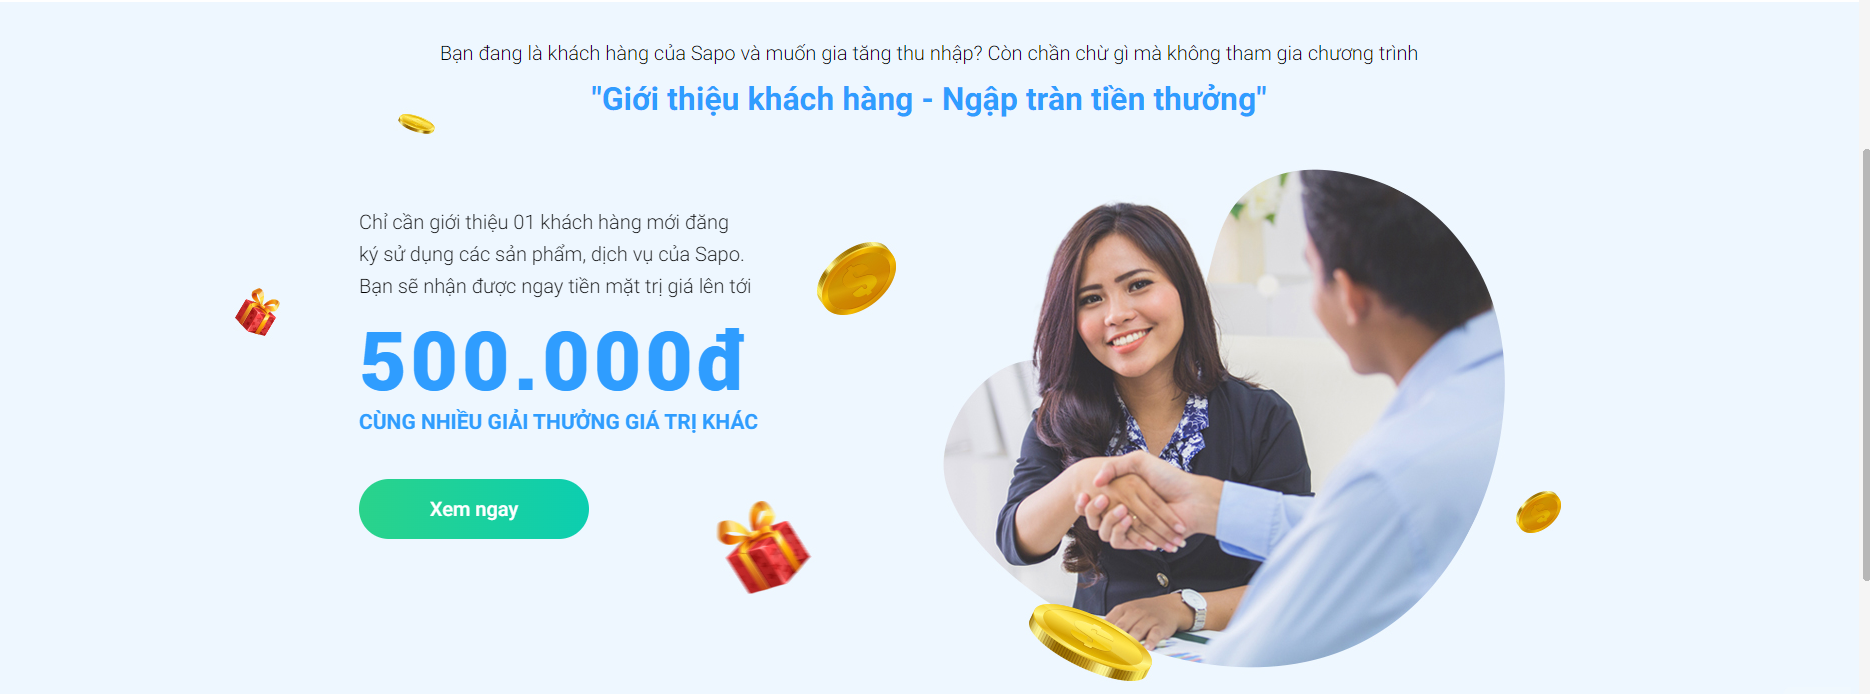 Bạn đang là khách hàng của Sapo và muốn gia tăng thu nhập? Còn chần chừ gì mà không tham gia chương trình
"Giới thiệu khách hàng - Ngập tràn tiền thưởng"
Chỉ cần giới thiệu 01 khách hàng mới đăng
ký sử dụng các sản phẩm, dịch vụ của Sapo.
Bạn sẽ nhận được ngay tiền mặt trị giá lên tới
500.000đ
CÙNG NHIỀU GIẢI THƯỞNG GIÁ TRỊ KHÁC
Xem ngay